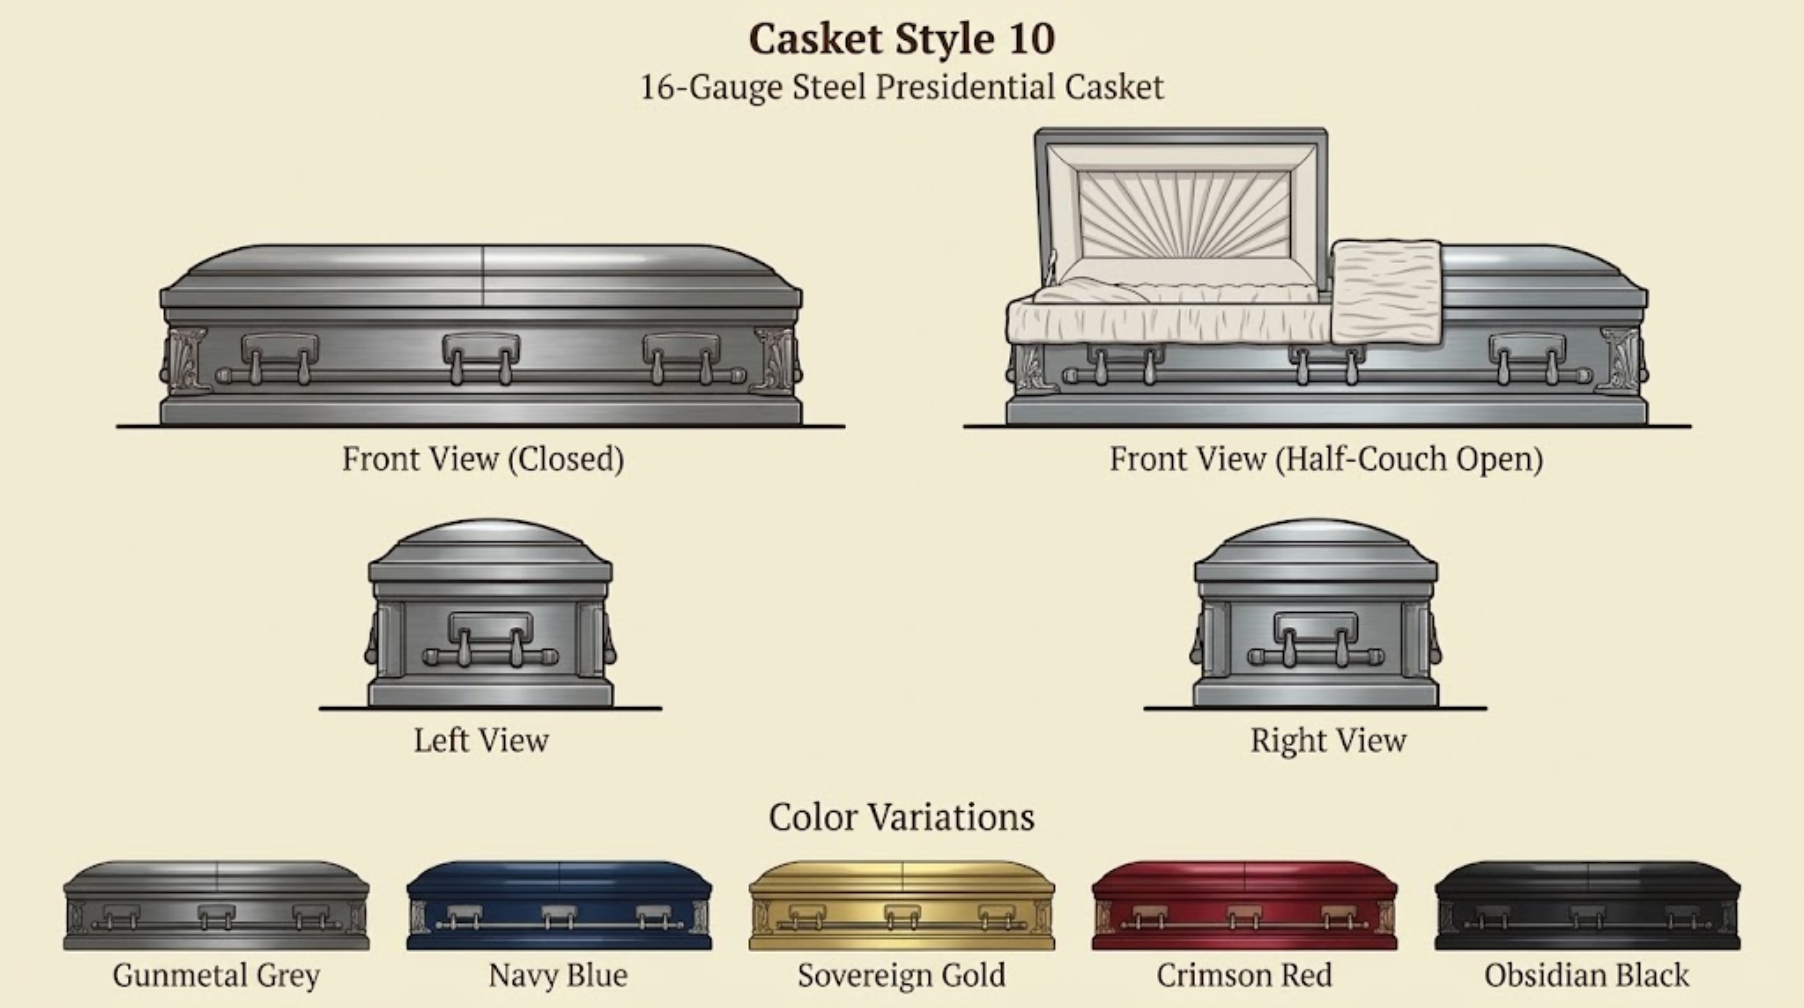 Casket Style 10
16-Gauge Steel Presidential Casket
Front View (Closed)
Front View (Half-Couch Open)
Left View
Right View
Color Variations
Gunmetal Grey
Navy Blue
Sovereign Gold
Crimson Red
Obsidian Black